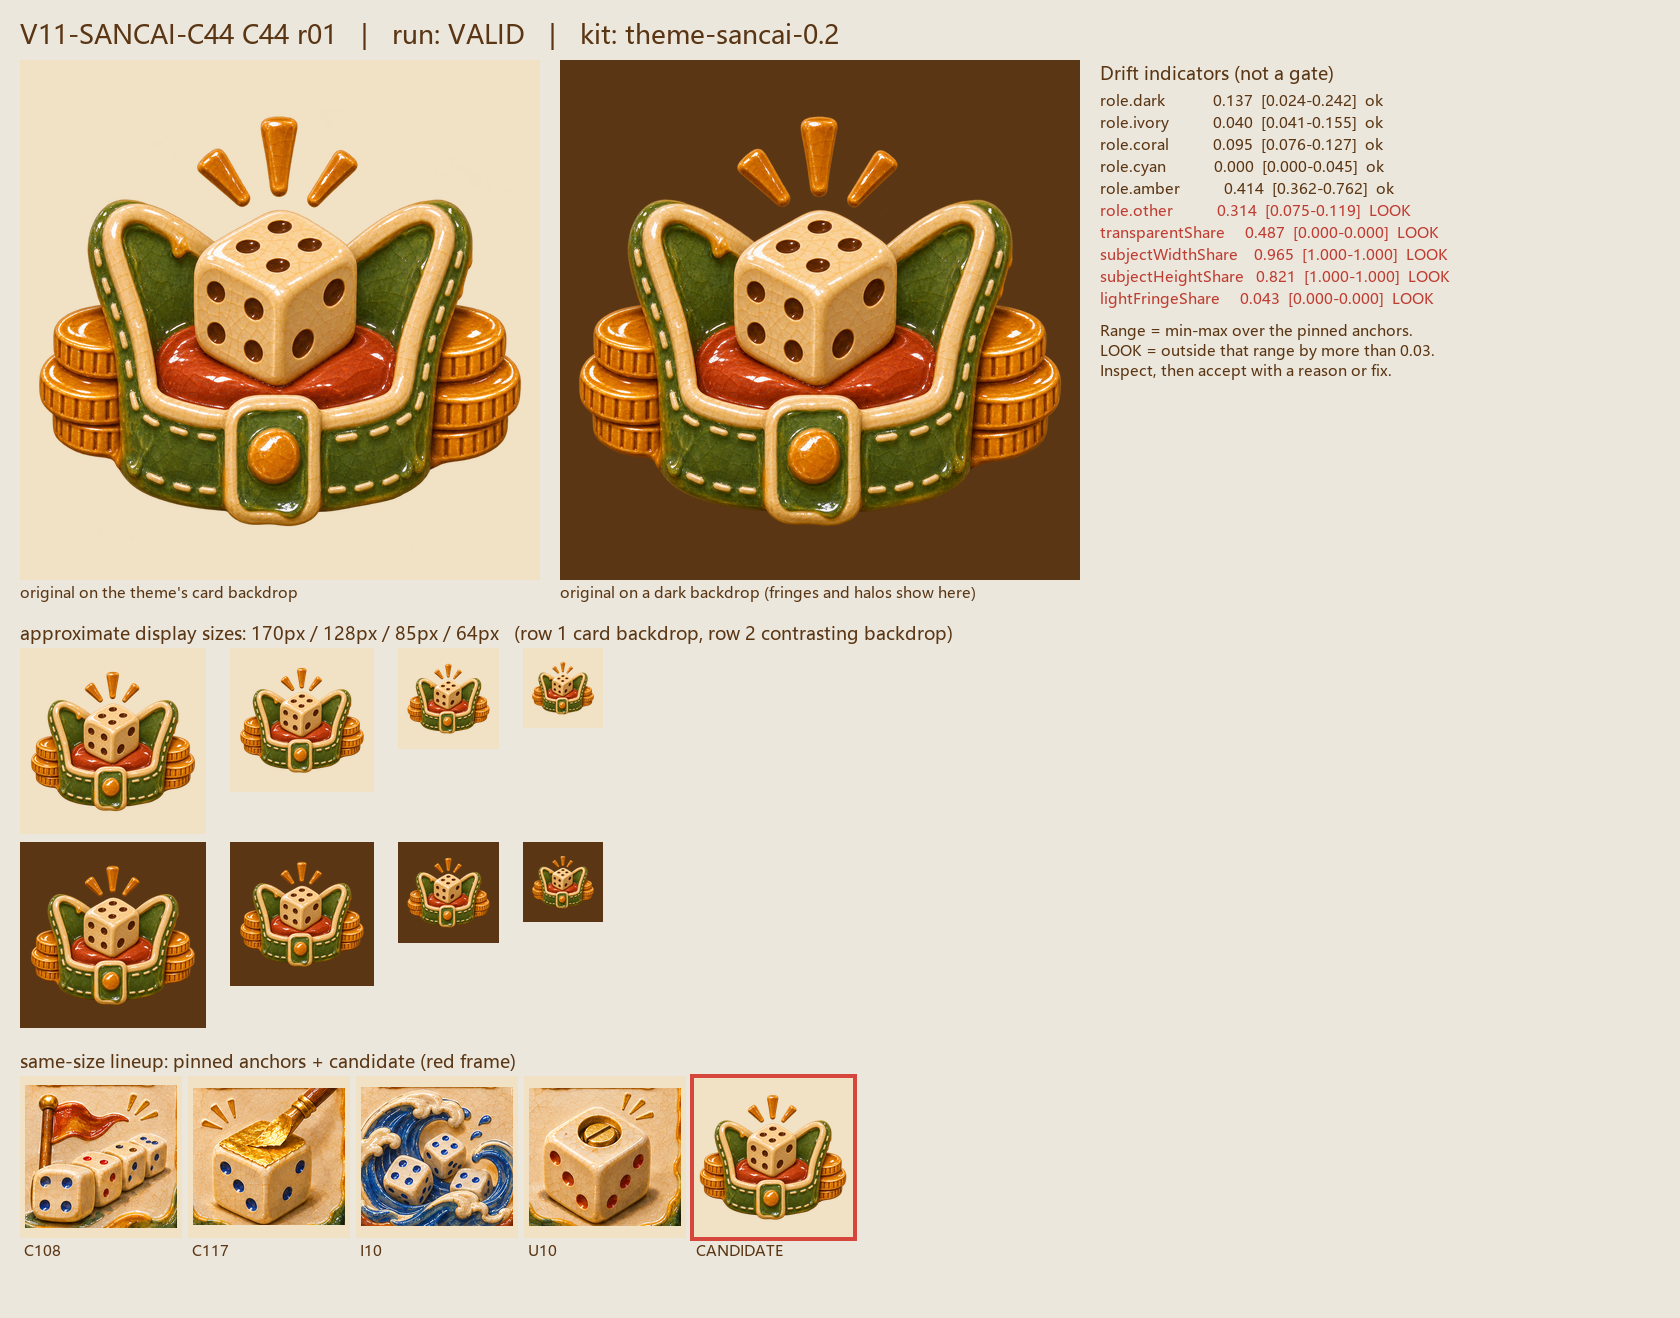 V11-SANCAI-C44 C44 r01 | run: VALID | kit: theme-sancai-0.2
Drift indicators (not a gate)
role.dark 0.137 [0.024-0.242] ok
role.ivory 0.040 [0.041-0.155] ok
role.coral 0.095 [0.076-0.127] ok
role.cyan 0.000 [0.000-0.045] ok
role.amber 0.414 [0.362-0.762] ok
role.other 0.314 [0.075-0.119] LOOK
transparentShare 0.487 [0.000-0.000] LOOK
subjectWidthShare 0.965 [1.000-1.000] LOOK
subjectHeightShare 0.821 [1.000-1.000] LOOK
lightFringeShare 0.043 [0.000-0.000] LOOK
Range = min-max over the pinned anchors.
LOOK = outside that range by more than 0.03.
Inspect, then accept with a reason or fix.
original on the theme's card backdrop
original on a dark backdrop (fringes and halos show here)
approximate display sizes: 170px / 128px / 85px / 64px (row 1 card backdrop, row 2 contrasting backdrop)
same-size lineup: pinned anchors + candidate (red frame)
C108
C117
I10
U10
CANDIDATE